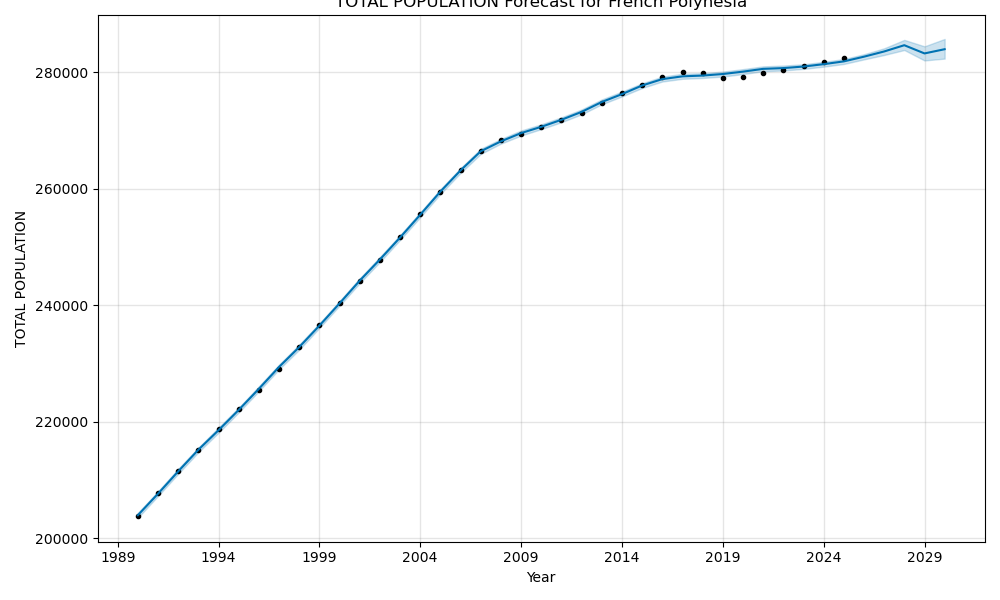 TOTAL POPULATION Forecast for French Polynesia
280000
260000
240000
220000
200000
TOTAL POPULATION
1989 1994 1999 2004 2009 2014 2019 2024 2029
Year